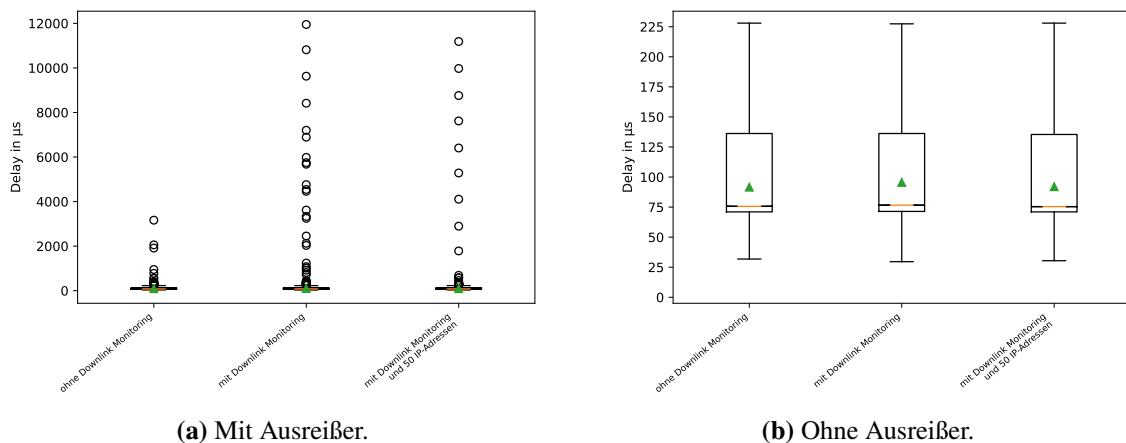 12000
10000
8000
6000
4000
2000
0
Delay in µs
ohne Downlink Monitoring
mit Downlink Monitoring
mit Downlink Monitoring
und 50 IP-Adressen
(a) Mit Ausreißer.
225
200
175
150
125
100
75
50
25
0
Delay in µs
ohne Downlink Monitoring
mit Downlink Monitoring
mit Downlink Monitoring
und 50 IP-Adressen
(b) Ohne Ausreißer.